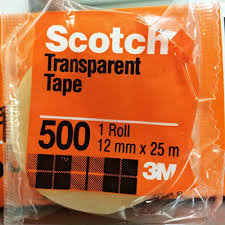 Scotch
Transparent
Tape
500
1 Roll
12 mm x 25 m
3M